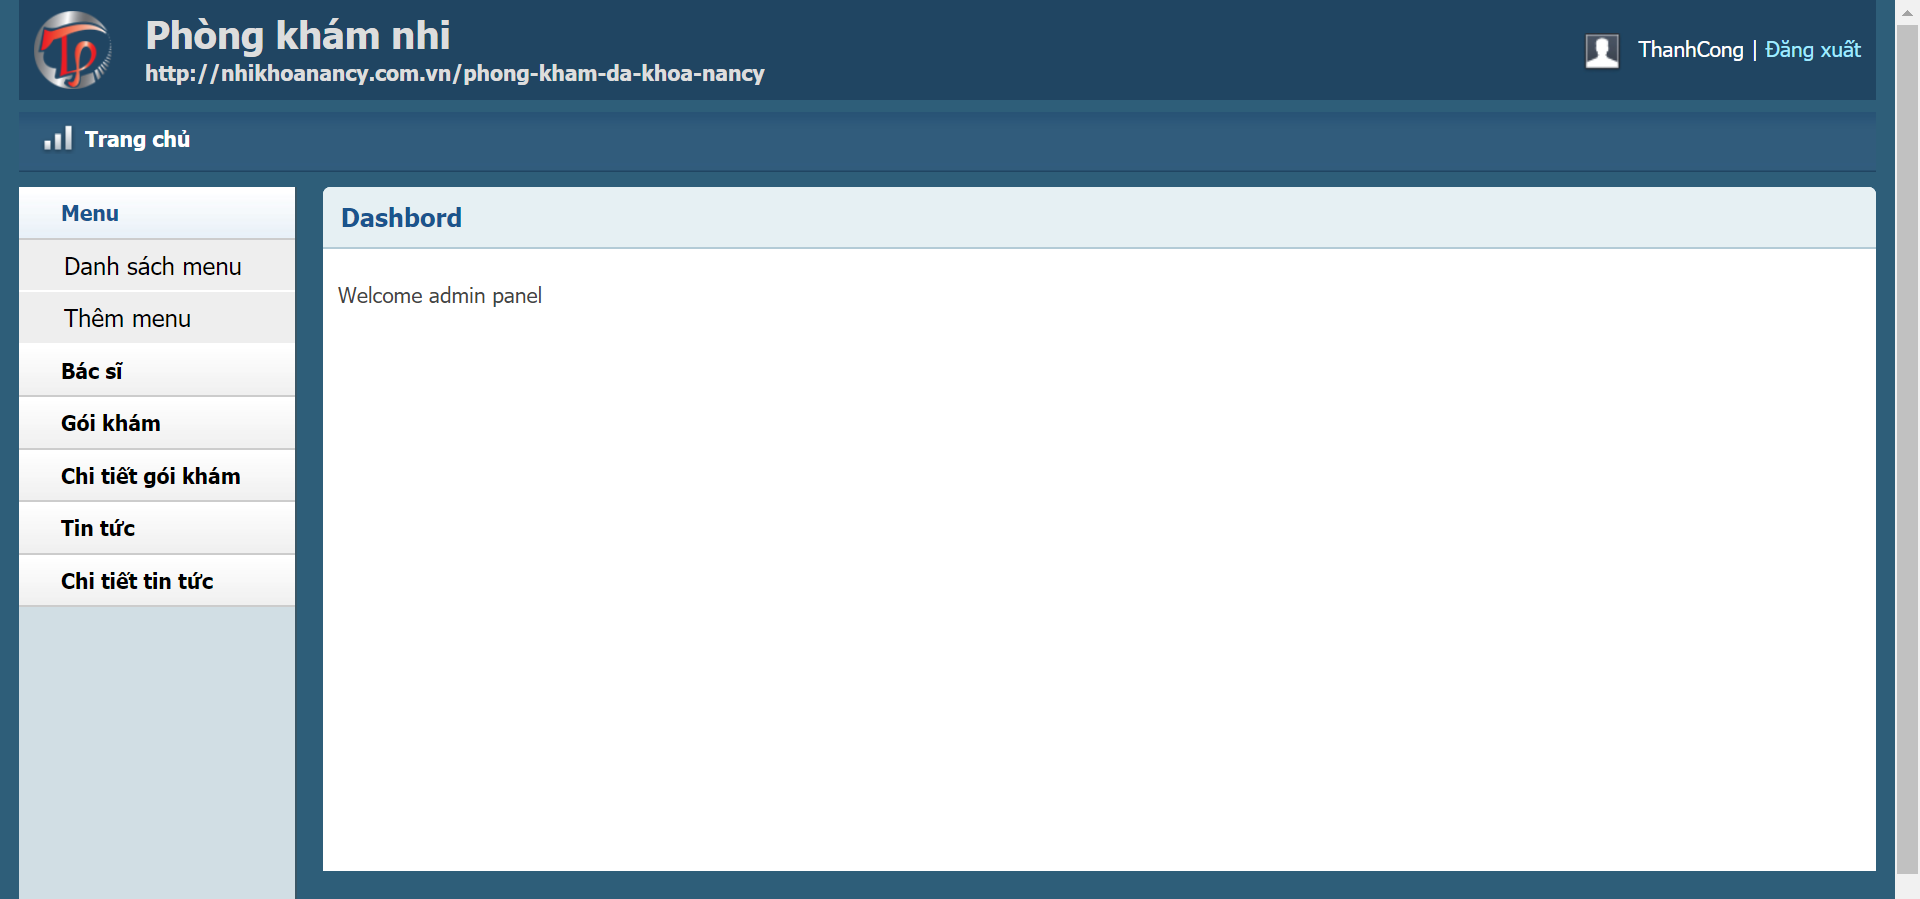 Tp
Phòng khám nhi
http://nhikhoanancy.com.vn/phong-kham-da-khoa-nancy
ThanhCong | Đăng xuất
Trang chủ
Menu
Danh sách menu
Thêm menu
Bác sĩ
Gói khám
Chi tiết gói khám
Tin tức
Chi tiết tin tức
Dashbord
Welcome admin panel